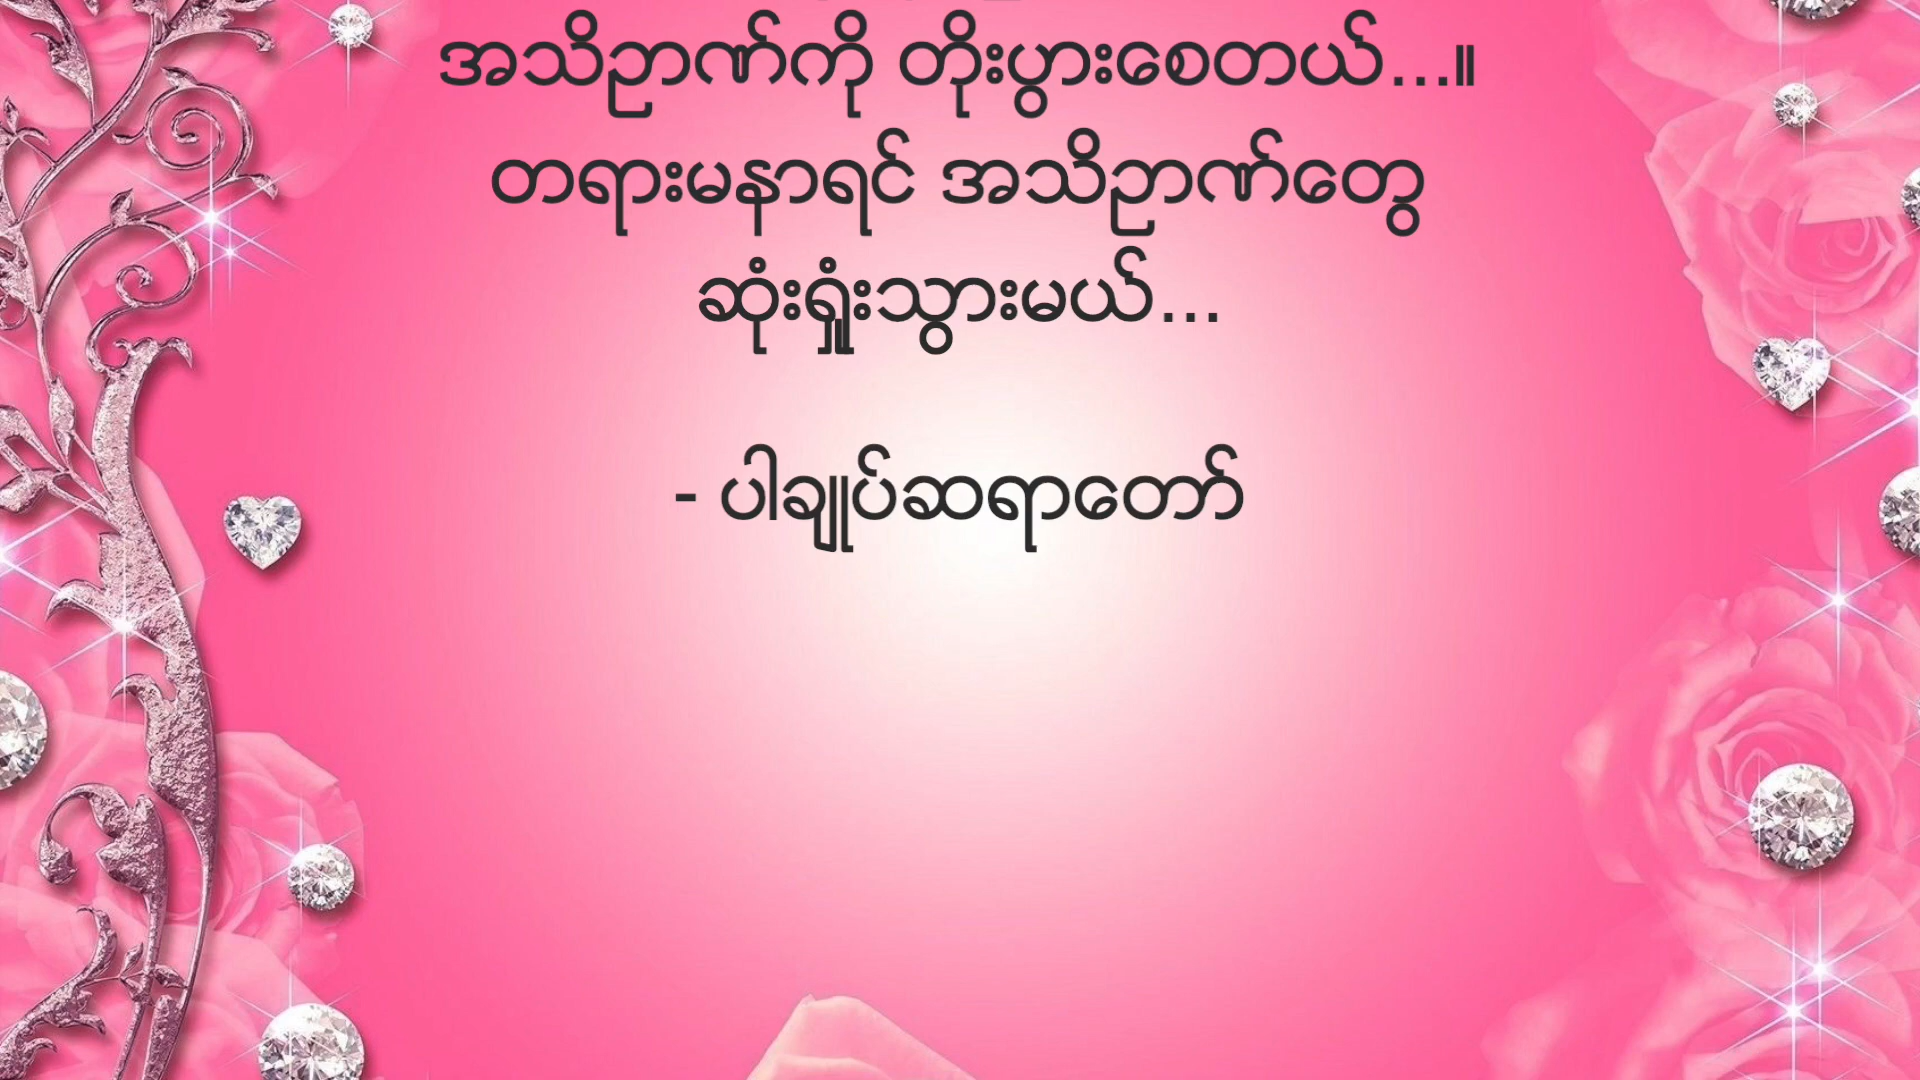 အသိဉာဏ်ကို တိုးပွားစေတယ်...။
တရားမနာရင် အသိဉာဏ်တွေ
ဆုံးရှုံးသွားမယ်...
- ပါချုပ်ဆရာတော်